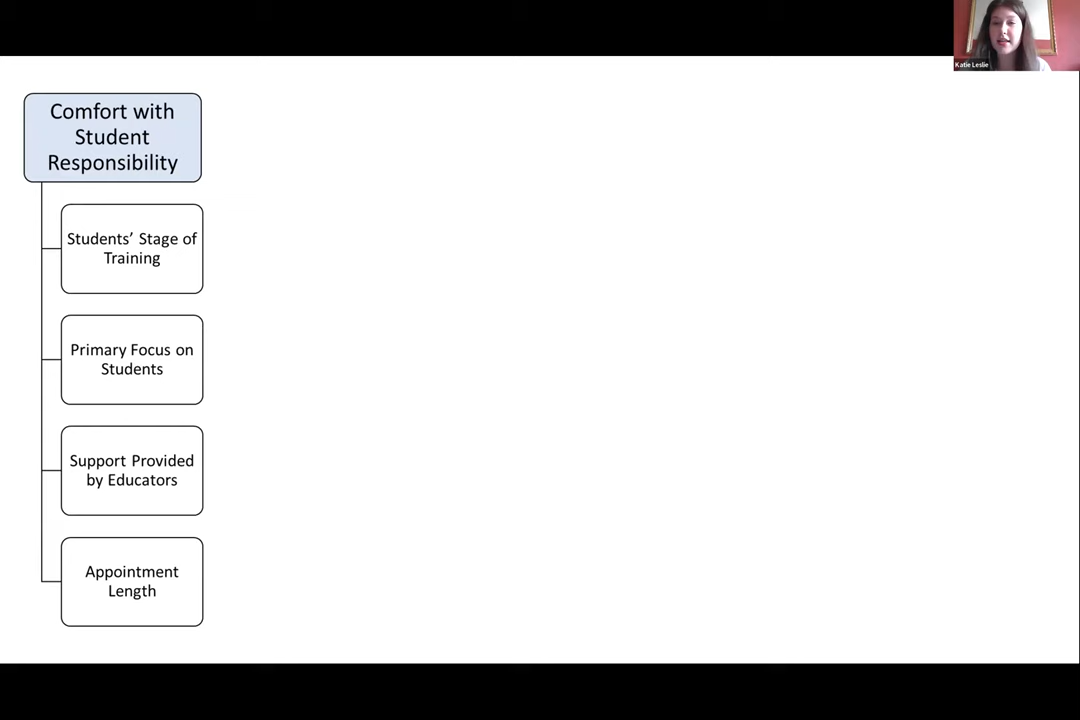 Katie Leslie
Comfort with
Student
Responsibility
Students’ Stage of
Training
Primary Focus on
Students
Support Provided
by Educators
Appointment
Length